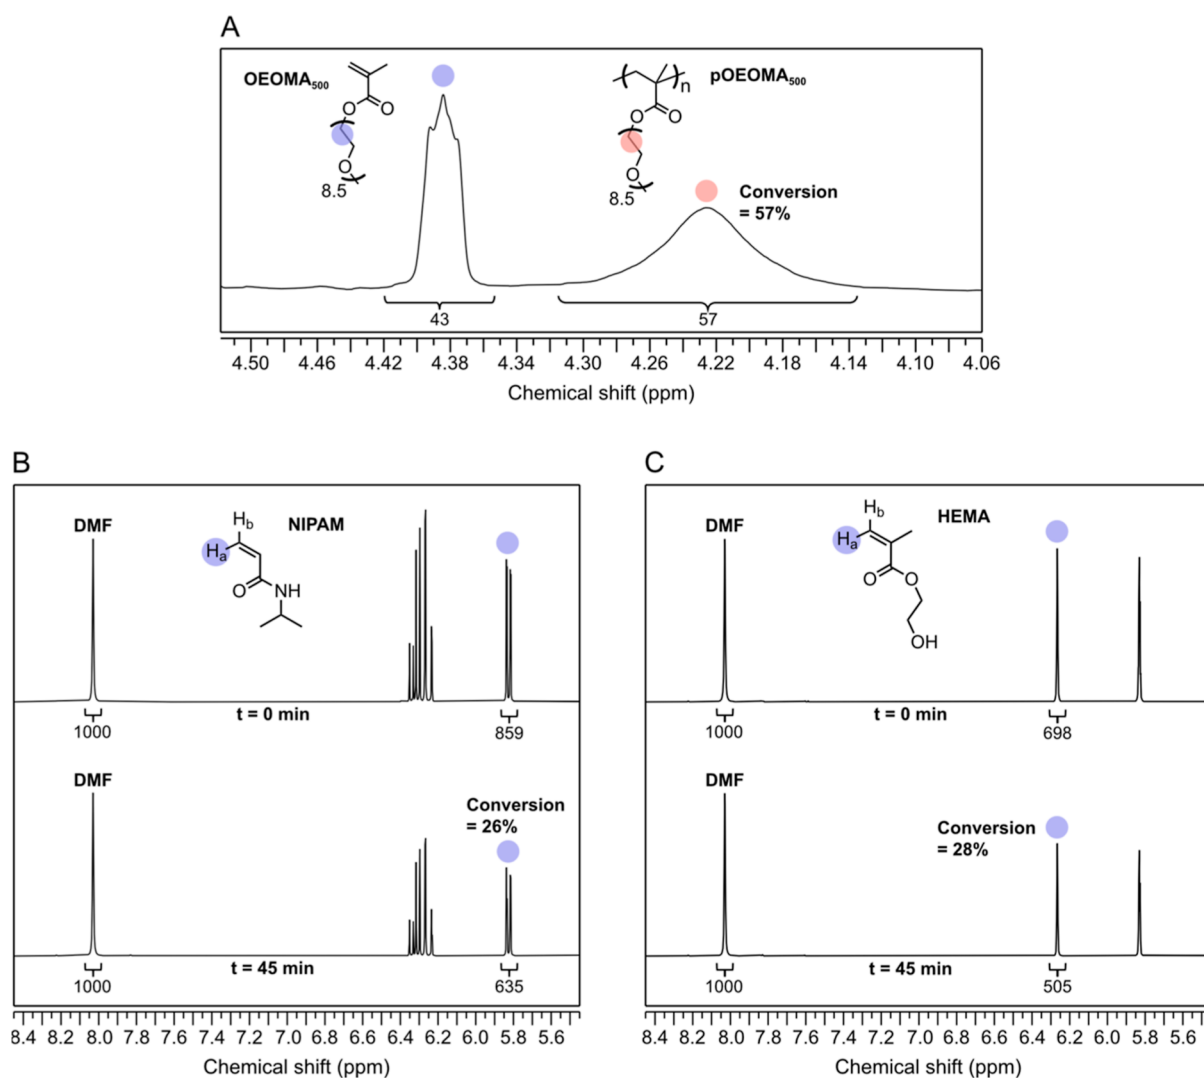 A
OEOMA500
O
O
O
8.5
n
pOEOMA500
O
O
O
8.5
Conversion
= 57%
43
57
4.50 4.46 4.42 4.38 4.34 4.30 4.26 4.22 4.18 4.14 4.10 4.06
Chemical shift (ppm)
B
DMF
Hb
Ha
O
NH
NIPAM
t = 0 min
1000
859
DMF
Conversion
= 26%
t = 45 min
1000
635
8.4 8.2 8.0 7.8 7.6 7.4 7.2 7.0 6.8 6.6 6.4 6.2 6.0 5.8 5.6
Chemical shift (ppm)
C
DMF
Hb
Ha
O
O
OH
HEMA
t = 0 min
1000
698
DMF
Conversion
= 28%
t = 45 min
1000
505
8.4 8.2 8.0 7.8 7.6 7.4 7.2 7.0 6.8 6.6 6.4 6.2 6.0 5.8 5.6
Chemical shift (ppm)